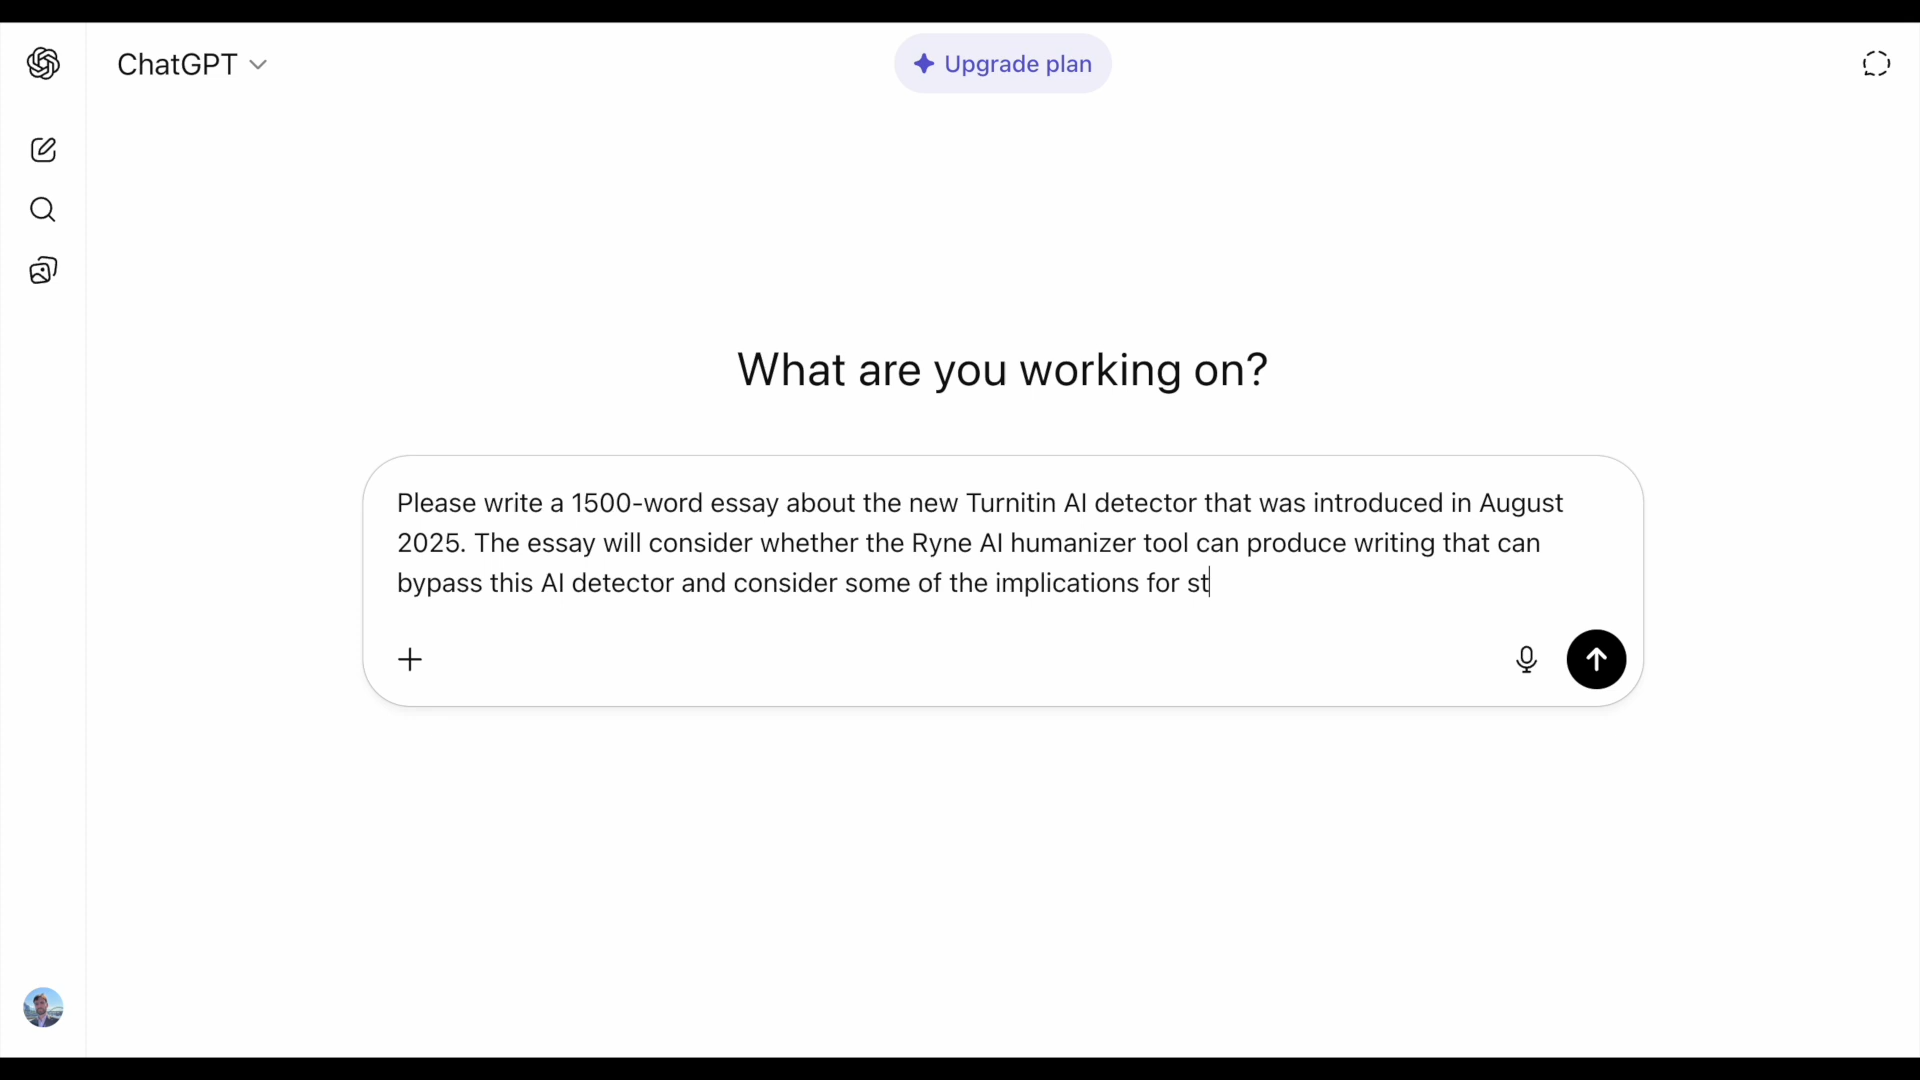 ChatGPT
Upgrade plan
What are you working on?
Please write a 1500-word essay about the new Turnitin AI detector that was introduced in August
2025. The essay will consider whether the Ryne AI humanizer tool can produce writing that can
bypass this AI detector and consider some of the implications for st